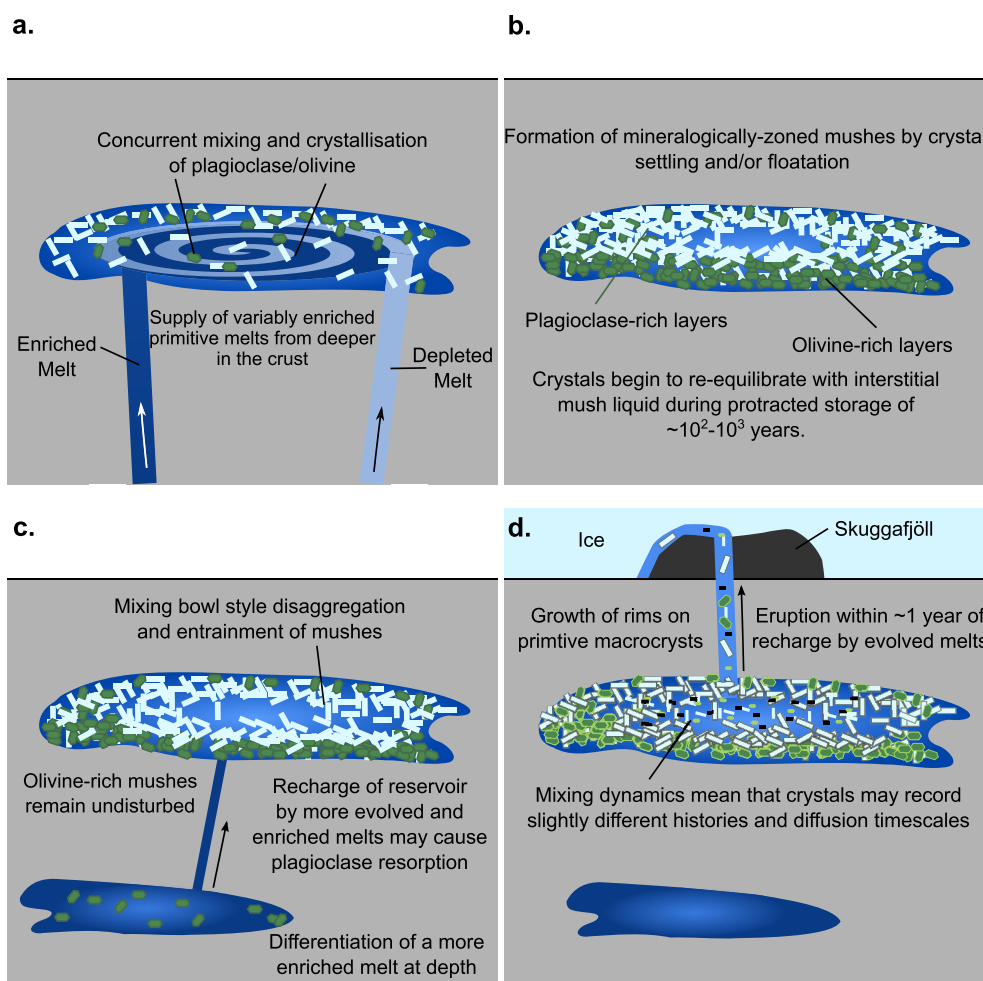 a.
Concurrent mixing and crystallisation
of plagioclase/olivine
Supply of variably enriched
primitive melts from deeper
in the crust
Enriched
Melt
Depleted
Melt
b.
Formation of mineralogically-zoned mushes by crysta
settling and/or floatation
Plagioclase-rich layers
Olivine-rich layers
Crystals begin to re-equilibrate with interstitial
mush liquid during protracted storage of
~10²-10³ years.
c.
Mixing bowl style disaggregation
and entrainment of mushes
Olivine-rich mushes
remain undisturbed
Recharge of reservoir
by more evolved and
enriched melts may cause
plagioclase resorption
Differentiation of a more
enriched melt at depth
d.
Ice
Skuggafjöll
Growth of rims on
primtive macrocrysts
Eruption within ~1 year of
recharge by evolved melts
Mixing dynamics mean that crystals may record
slightly different histories and diffusion timescales